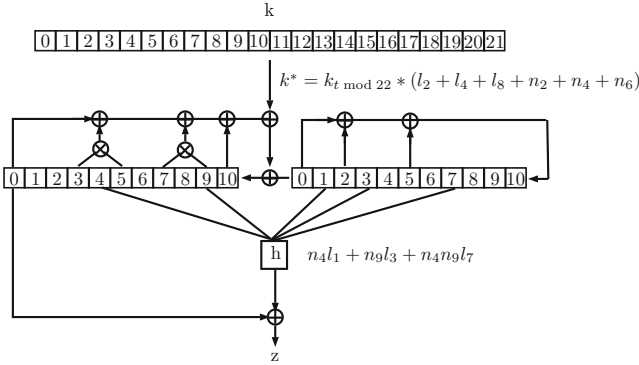 k
0 1 2 3 4 5 6 7 8 9 10 11 12 13 14 15 16 17 18 19 20 21
k* = k_{t mod 22} * (l_2 + l_4 + l_8 + n_2 + n_4 + n_6)
0 1 2 3 4 5 6 7 8 9 10 0 1 2 3 4 5 6 7 8 9 10
h n_4l_1 + n_9l_3 + n_4n_9l_7
z